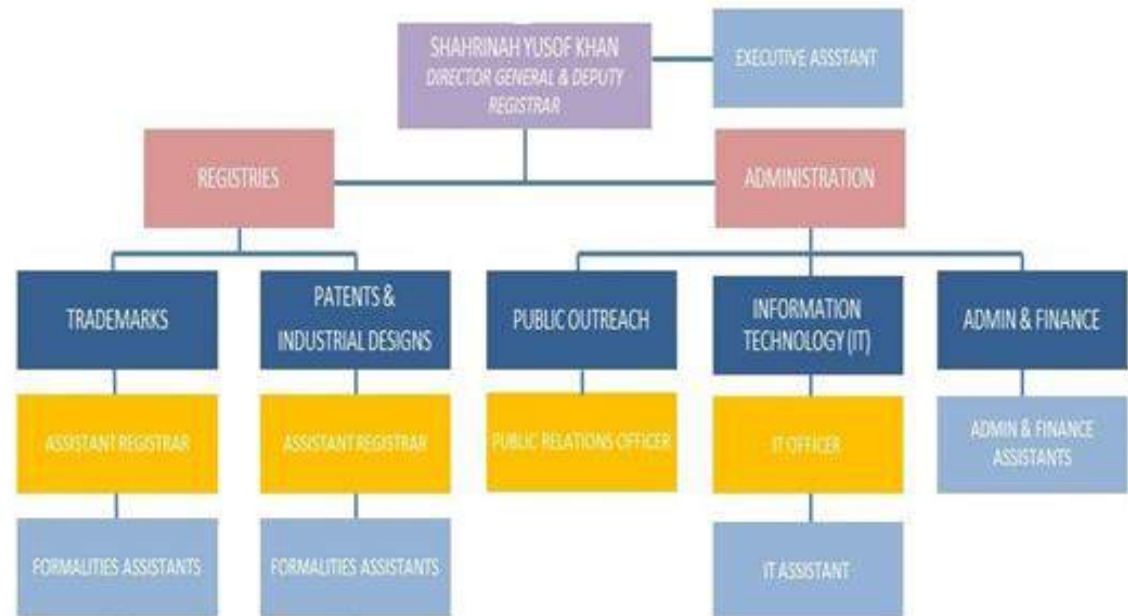 SHAHRINAH YUSOF KHAN
DIRECTOR GENERAL & DEPUTY
REGISTRAR
EXECUTIVE ASSSTANT
REGISTRIES
ADMINISTRATION
TRADEMARKS
PATENTS &
INDUSTRIAL DESIGNS
PUBLIC OUTREACH
INFORMATION
TECHNOLOGY (IT)
ADMIN & FINANCE
ASSISTANT REGISTRAR
ASSISTANT REGISTRAR
PUBLIC RELATIONS OFFICER
IT OFFICER
ADMIN & FINANCE
ASSISTANTS
FORMALITIES ASSISTANTS
FORMALITIES ASSISTANTS
IT ASSISTANT